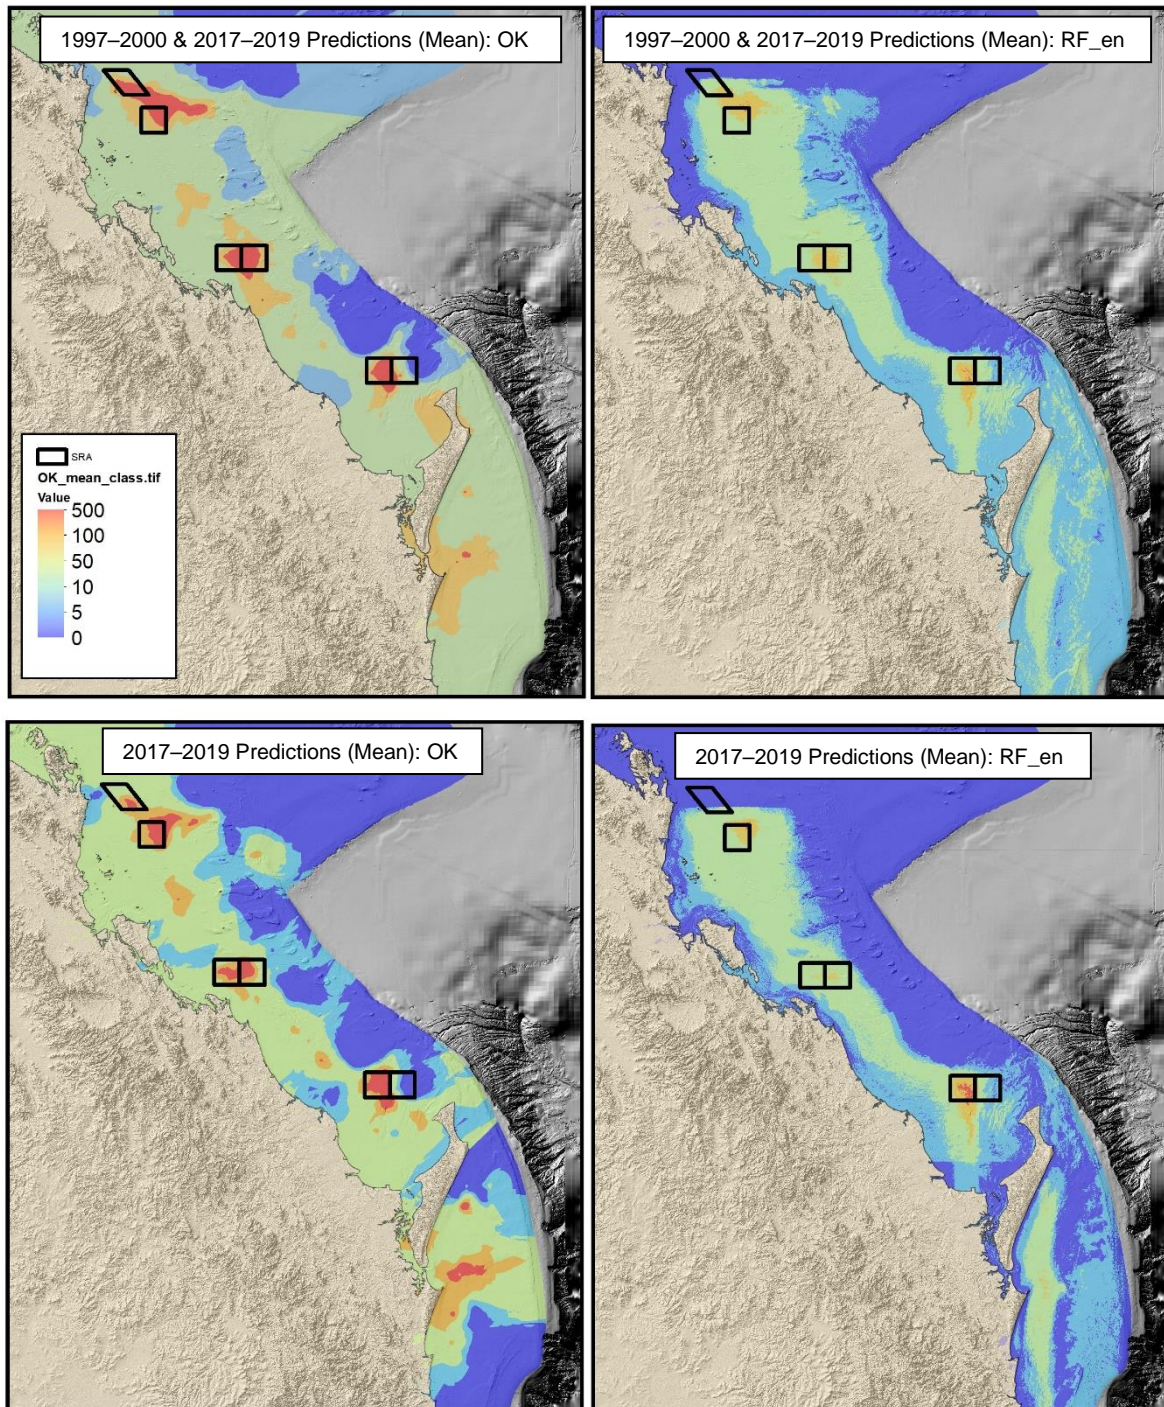 1997–2000 & 2017–2019 Predictions (Mean): OK
1997–2000 & 2017–2019 Predictions (Mean): RF_en
SRA
OK_mean_class.tif
Value
500
100
50
10
5
0
2017–2019 Predictions (Mean): OK
2017–2019 Predictions (Mean): RF_en